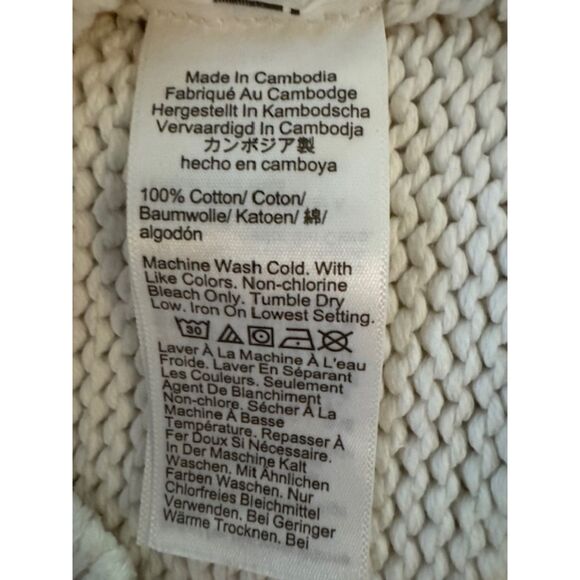 Made In Cambodia
Fabriqué Au Cambodge
Hergestellt In Kambodscha
Vervaardigd In Cambodja
カンボジア製
hecho en camboya
100% Cotton/ Coton/
Baumwolle/ Katoen/ 綿/
algodón
Machine Wash Cold. With
Like Colors. Non-chlorine
Bleach Only. Tumble Dry
Low. Iron On Lowest Setting.
30
Laver À La Machine À L'eau
Froide. Laver En Séparant
Les Couleurs. Seulement
Agent De Blanchiment
Non-chlore. Sécher À La
Machine À Basse
Température. Repasser À
Fer Doux Si Nécessaire.
In Der Maschine Kalt
Waschen. Mit Ähnlichen
Farben Waschen. Nur
Chlorfreies Bleichmittel
Verwenden. Bei Geringer
Wärme Trocknen. Bei